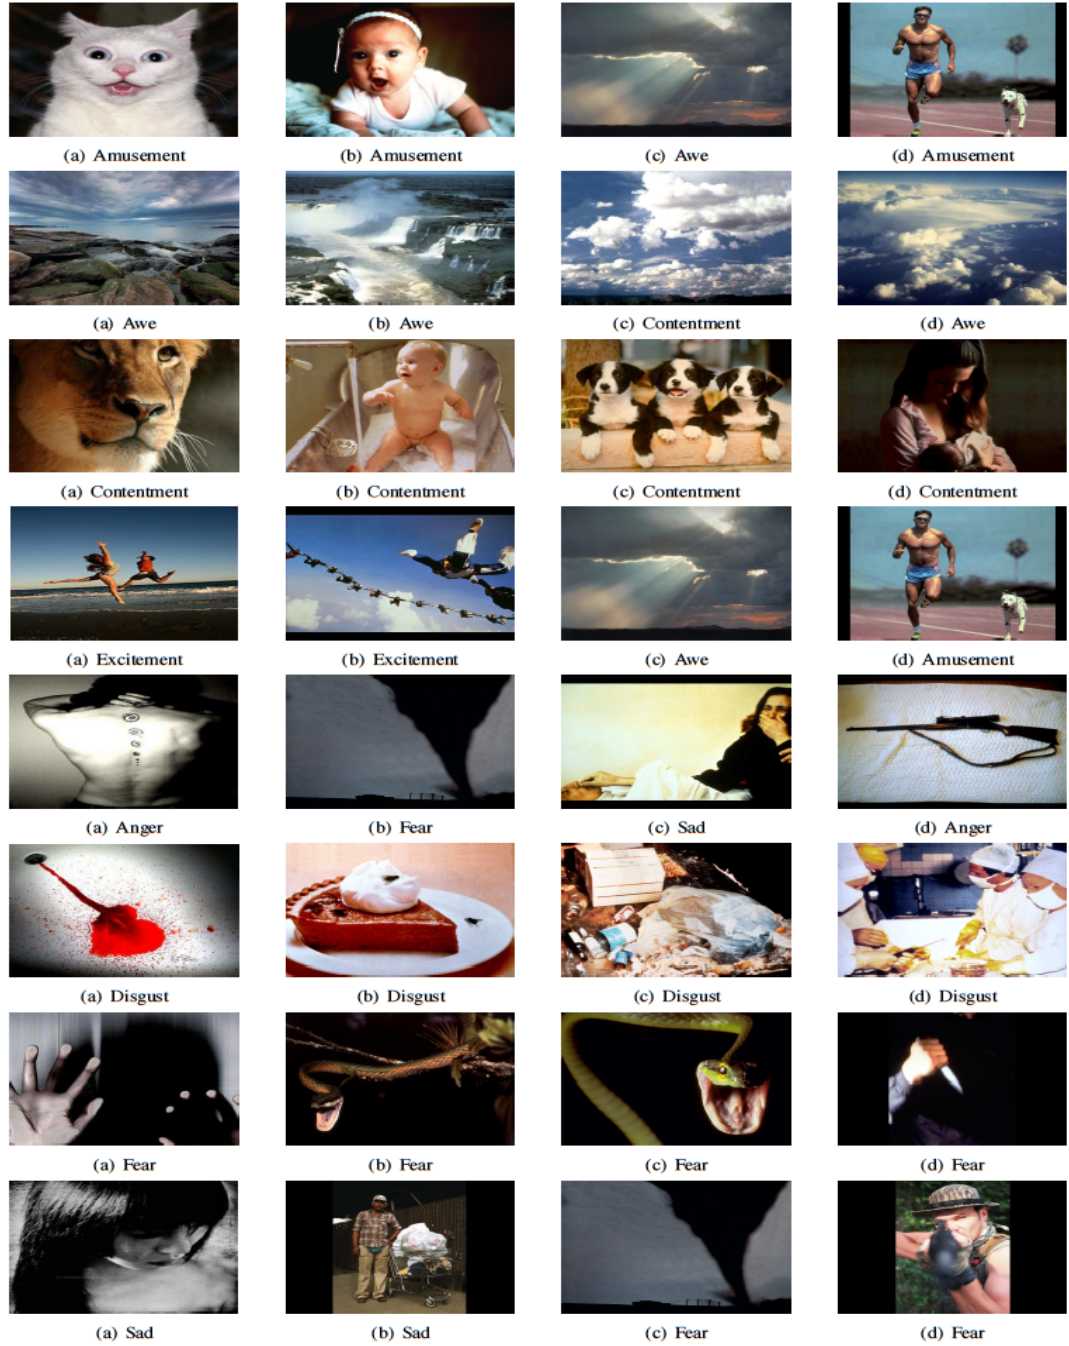 (a) Amusement (b) Amusement (c) Awe (d) Amusement
(a) Awe (b) Awe (c) Contentment (d) Awe
(a) Contentment (b) Contentment (c) Contentment (d) Contentment
(a) Excitement (b) Excitement (c) Awe (d) Amusement
(a) Anger (b) Fear (c) Sad (d) Anger
(a) Disgust (b) Disgust (c) Disgust (d) Disgust
(a) Fear (b) Fear (c) Fear (d) Fear
(a) Sad (b) Sad (c) Fear (d) Fear